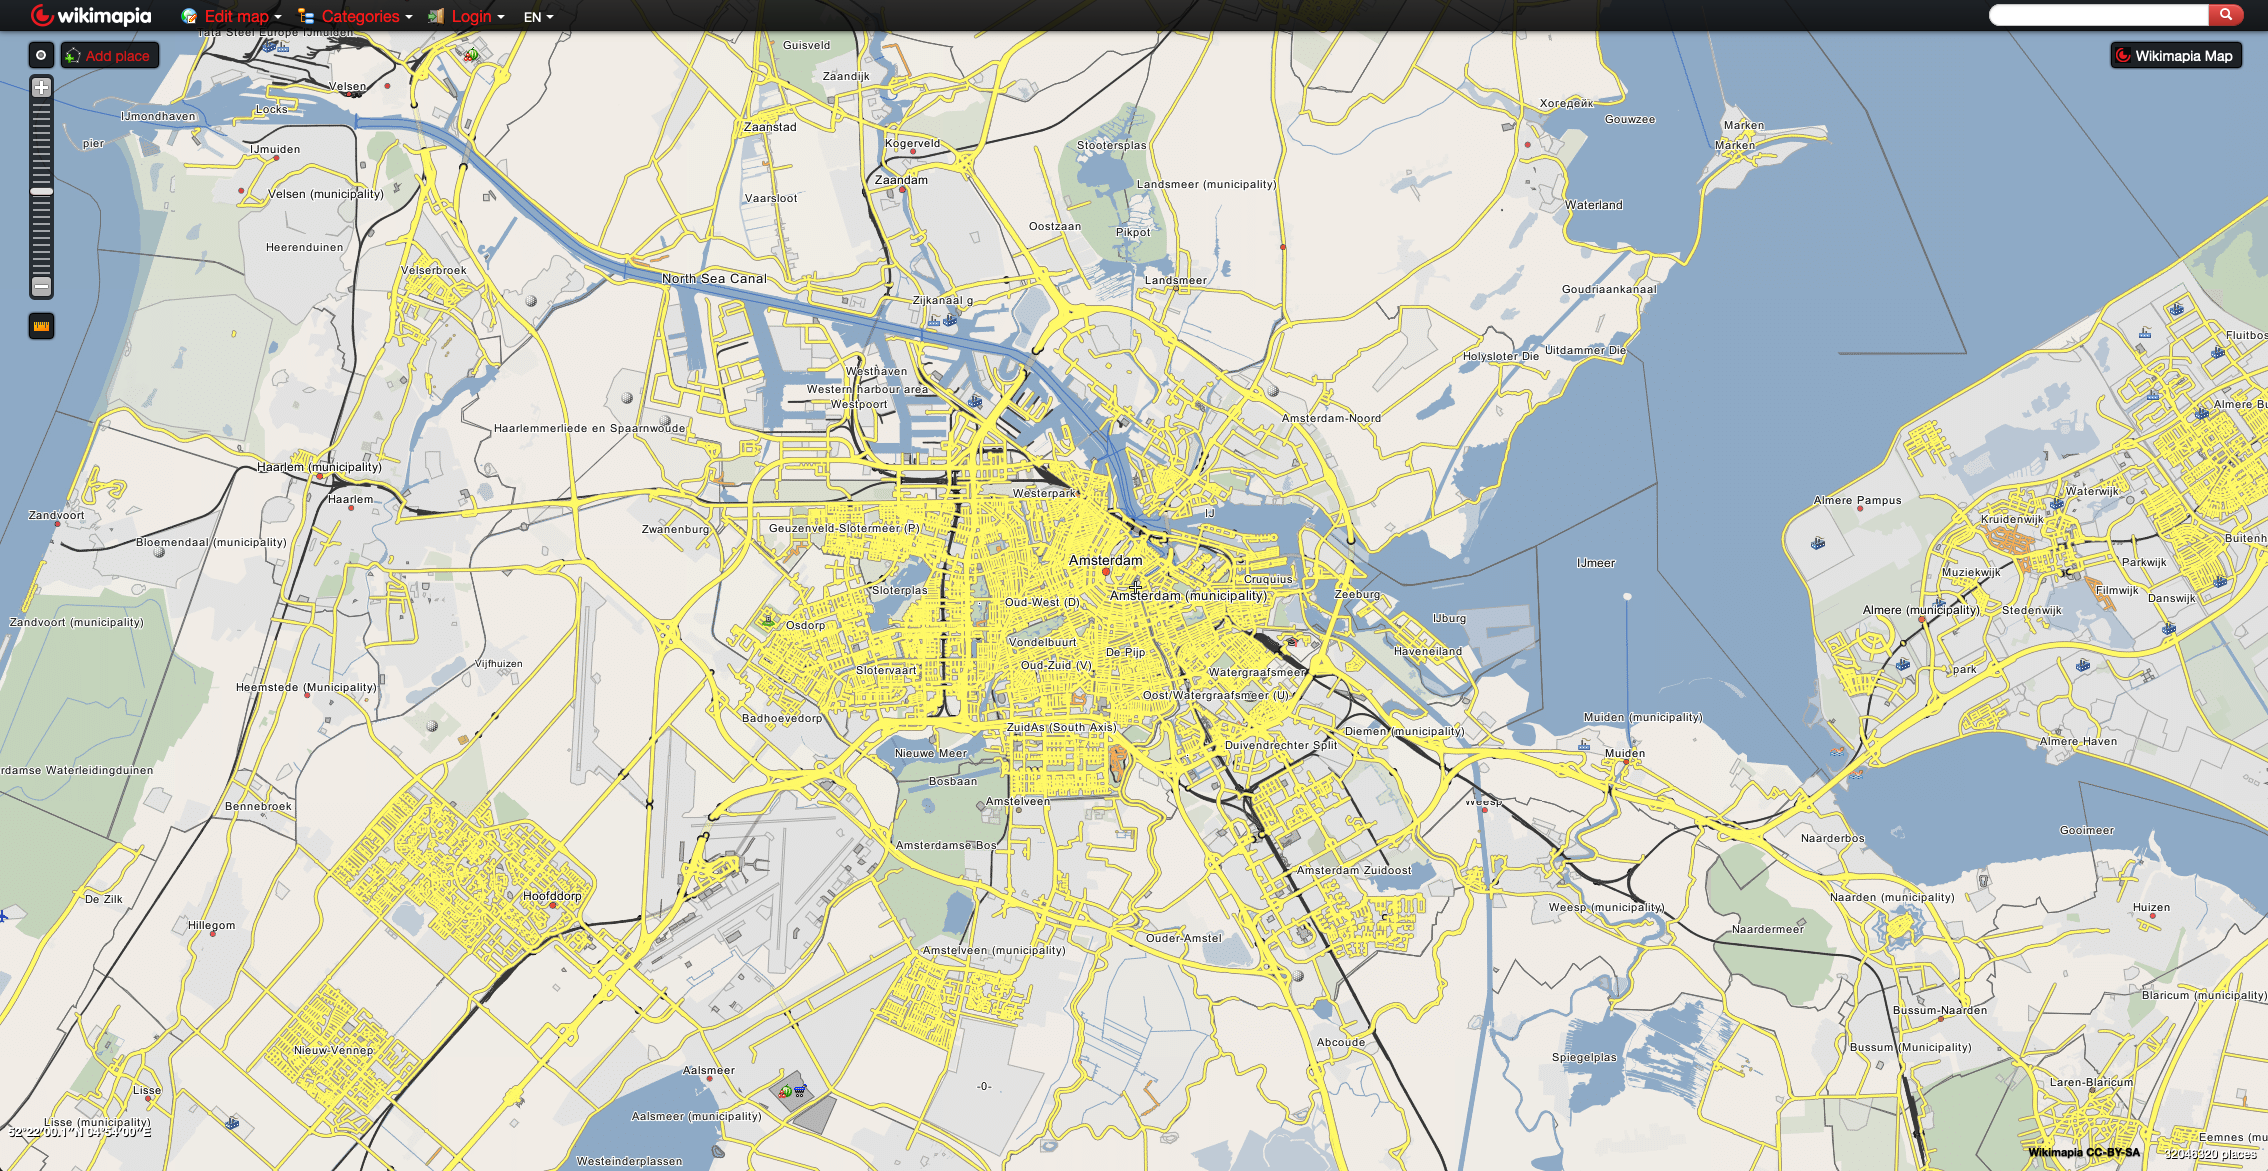 wikimapia
Edit map
Categories
Login
EN
Add place
Wikimapia Map
Tata Steel Europe IJmuiden
Guisveld
Zaandijk
Velsen
Locks
IJmondhaven
pier
IJmuiden
Velsen (municipality)
Heerenduinen
Velserbroek
Zaanstad
Kogerveld
Zaandam
Vaarsloot
Stootersplas
Landsmeer (municipality)
Oostzaan
Pikpot
Landsmeer
Хоредейк
Gouwzee
Marken
Marken
Waterland
Goudriaankanaal
North Sea Canal
Zijkanaal g
Holysloter Die
Uitdammer Die
Fluitbos
Westhaven
Western harbour area
Westpoort
Haarlemmerliede en Spaarnwoude
Amsterdam-Noord
Almere Bu
Haarlem (municipality)
Haarlem
Zandvoort
Bloemendaal (municipality)
Westerpark
Zwanenburg
Geuzenveld-Slotermeer (P)
IJ
Almere Pampus
Waterwijk
Kruidenwijk
Buitenh
Amsterdam
IJmeer
Parkwijk
Muziekwijk
Cruquius
Sloterplas
Amsterdam (municipality)
Zeeburg
Oud-West (D)
Filmwijk
Danswijk
Almere (municipality)
Stedenwijk
Zandvoort (municipality)
Osdorp
IJburg
Vondelbuurt
De Pijp
Haveneiland
Vijfhuizen
Slotervaart
Oud-Zuid (V)
Watergraafsmeer
park
Heemstede (Municipality)
Oost/Watergraafsmeer (U)
Badhoevedorp
ZuidAs (South Axis)
Diemen (municipality)
Muiden (municipality)
Duivendrechter Split
Nieuwe Meer
Muiden
Almere Haven
rdamse Waterleidingduinen
Bosbaan
Bennebroek
Amstelveen
Weesp
Gooimeer
Naarderbos
Amsterdamse Bos
Amsterdam Zuidoost
De Zilk
Hoofddorp
Weesp (municipality)
Naarden (municipality)
Huizen
Hillegom
Naardermeer
Ouder-Amstel
Amstelveen (municipality)
Blaricum (municipality)
Bussum-Naarden
Nieuw-Vennep
Abcoude
Bussum (Municipality)
Spiegelplas
Aalsmeer
-0-
Laren-Blaricum
Lisse
Aalsmeer (municipality)
Lisse (municipality)
52°22'00.1"N 04°54'00"E
Eemnes (mu
Westeinderplassen
Wikimapia CC-BY-SA
32046320 places